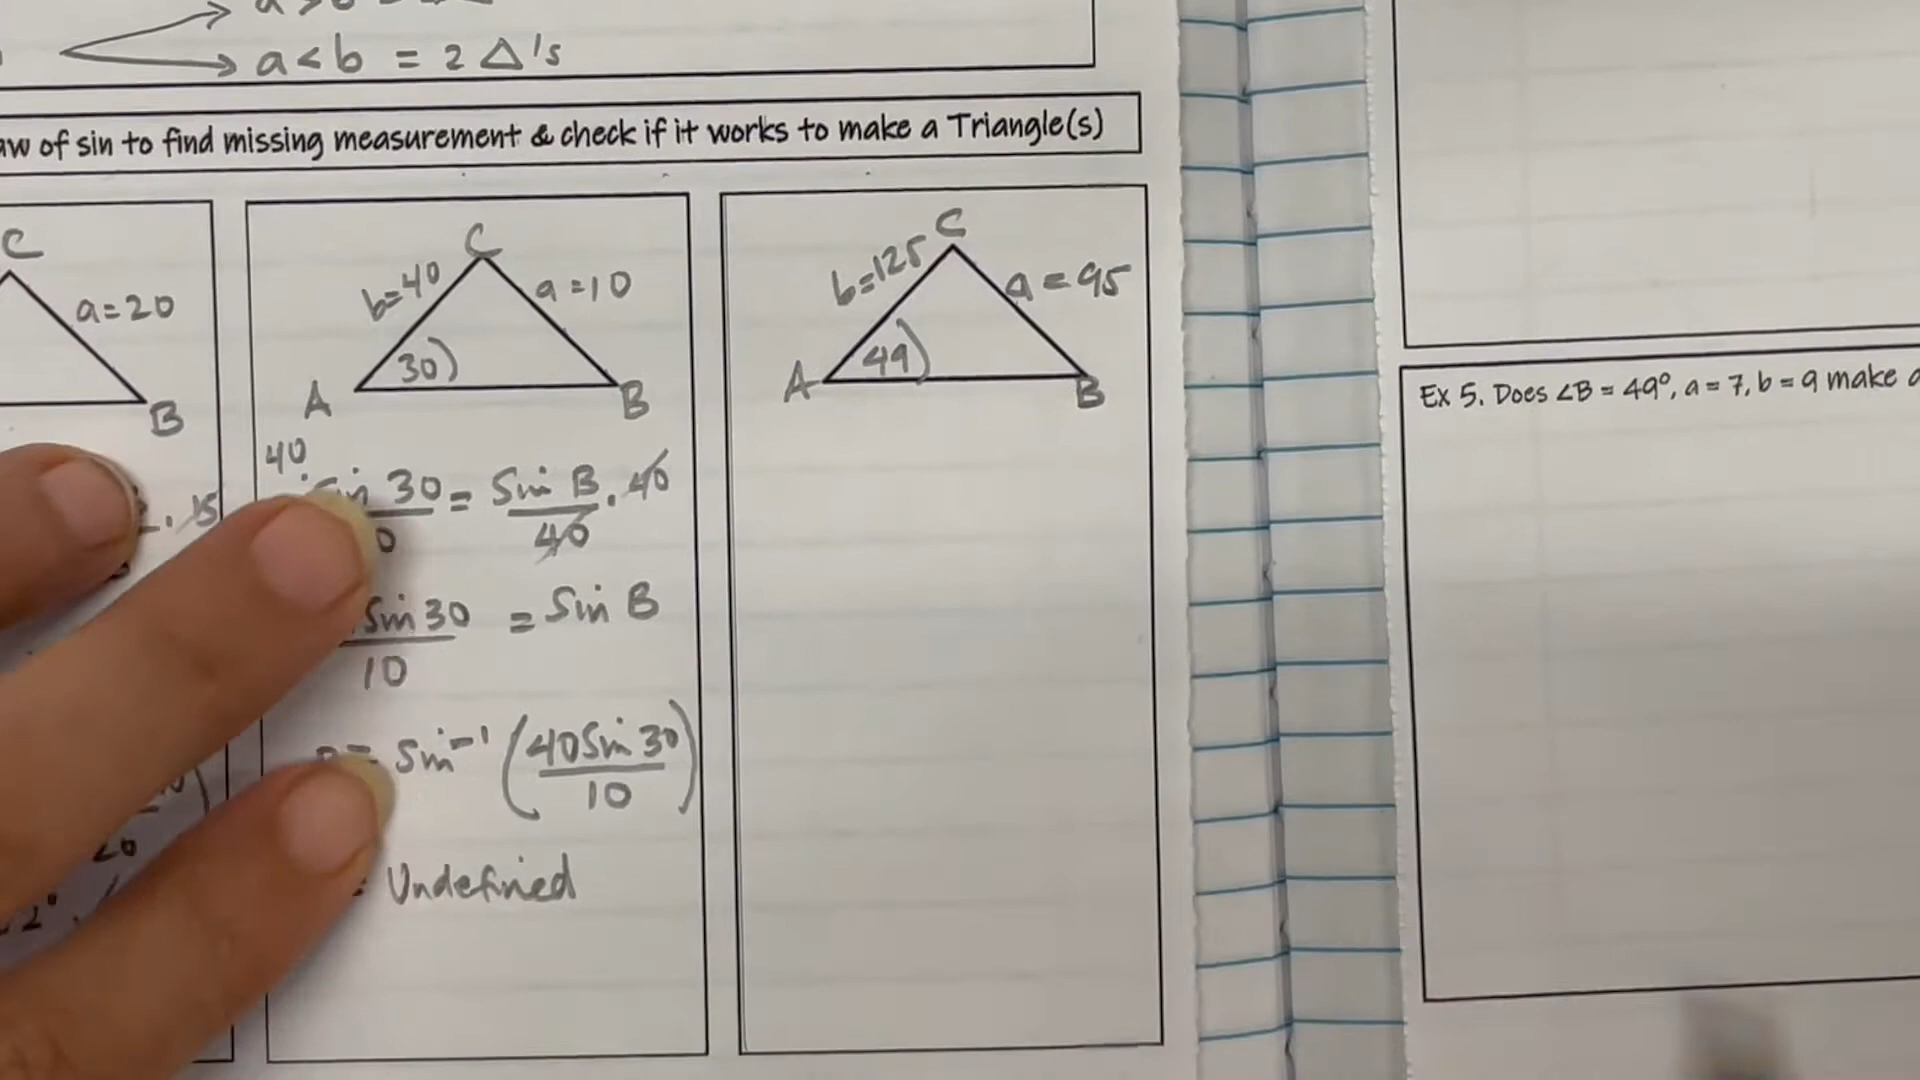 a<b = 2 Δ's
of sin to find missing measurement & check if it works to make a Triangle(s)
C
a=20
B
. 15
C
b=40
a=10
30
A
B
40
30 = Sin B . 40
40
Sin 30 = Sin B
10
Sin⁻¹ (40 Sin 30)
10
Undefined
C
b=125
a=95
49
A
B
Ex 5. Does ∠B = 49°, a = 7, b = 9 make